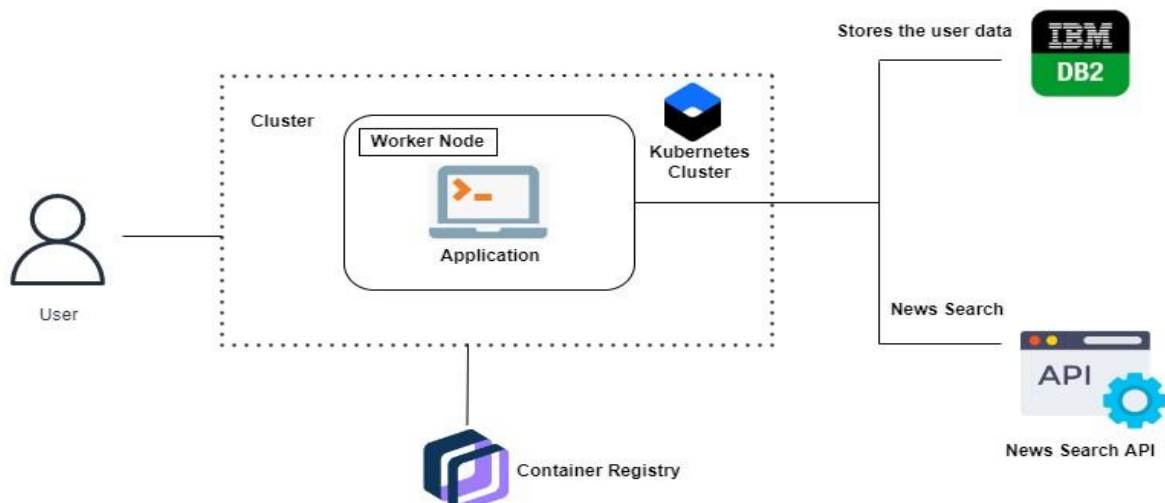 Stores the user data
IBM
DB2
Cluster
Worker Node
Kubernetes
Cluster
Application
User
News Search
API
News Search API
Container Registry